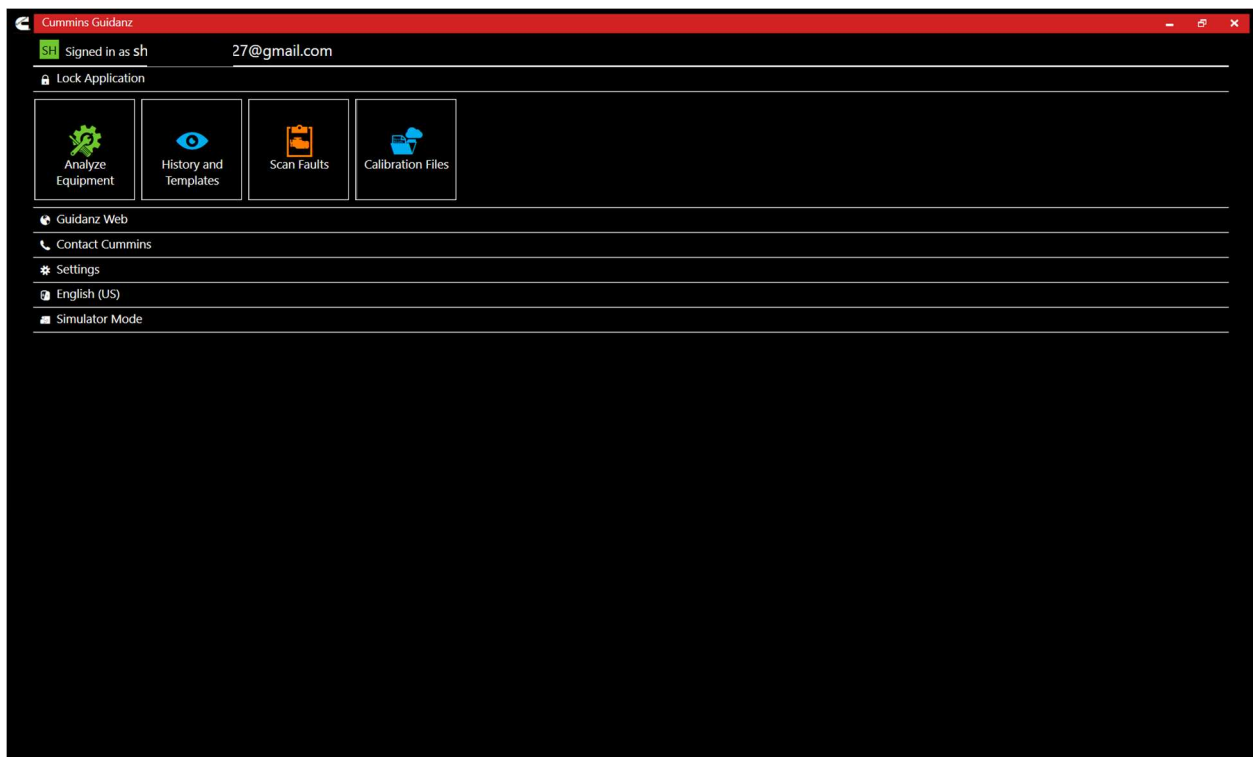 Cummins Guidanz
SH Signed in as sh 27@gmail.com
Lock Application
Analyze
Equipment
History and
Templates
Scan Faults
Calibration Files
Guidanz Web
Contact Cummins
Settings
English (US)
Simulator Mode